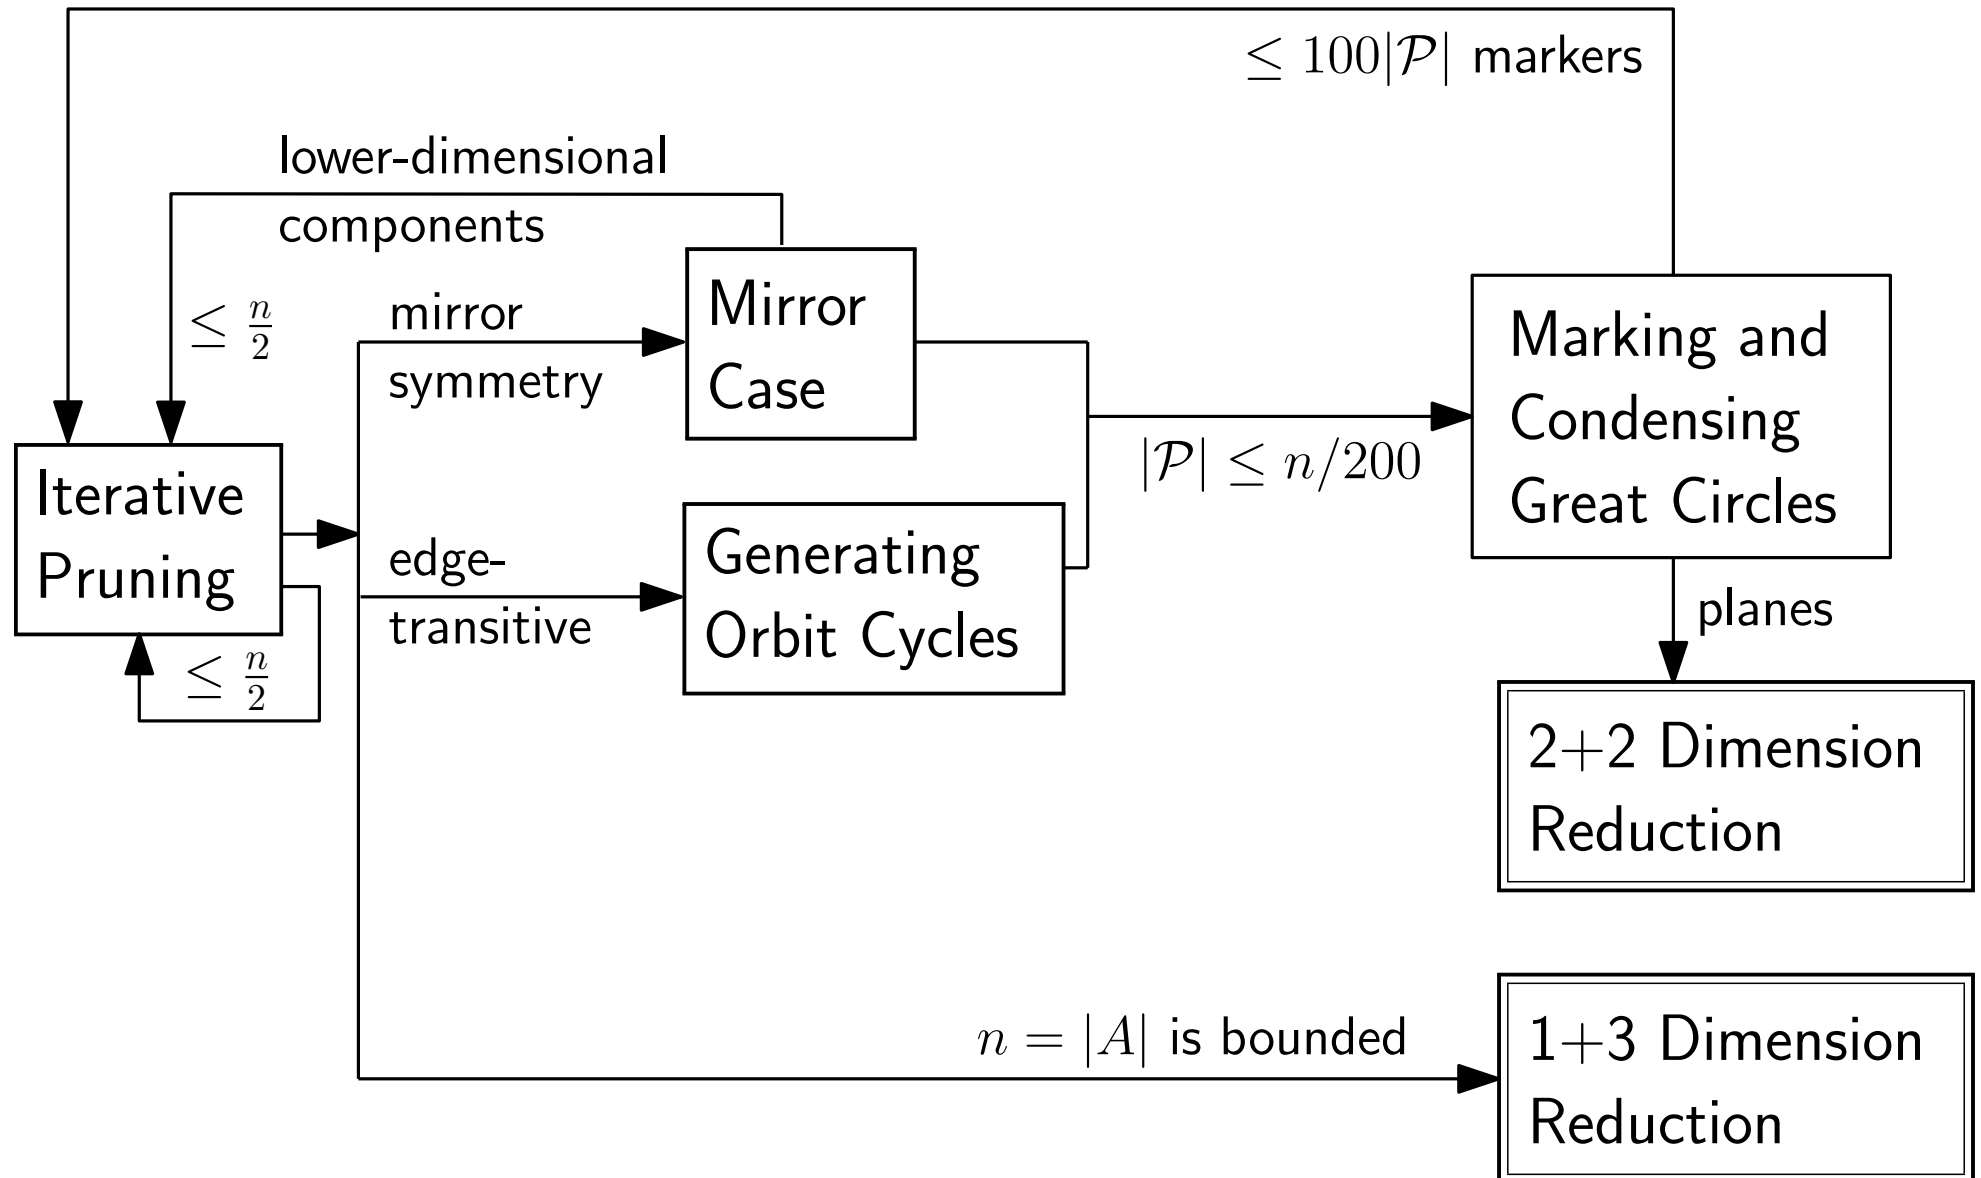 ≤ 100|𝒫| markers
lower-dimensional
components
≤ n/2
mirror
symmetry
Mirror
Case
Marking and
Condensing
Great Circles
|𝒫| ≤ n/200
Iterative
Pruning
≤ n/2
edge-
transitive
Generating
Orbit Cycles
planes
2+2 Dimension
Reduction
n = |A| is bounded
1+3 Dimension
Reduction